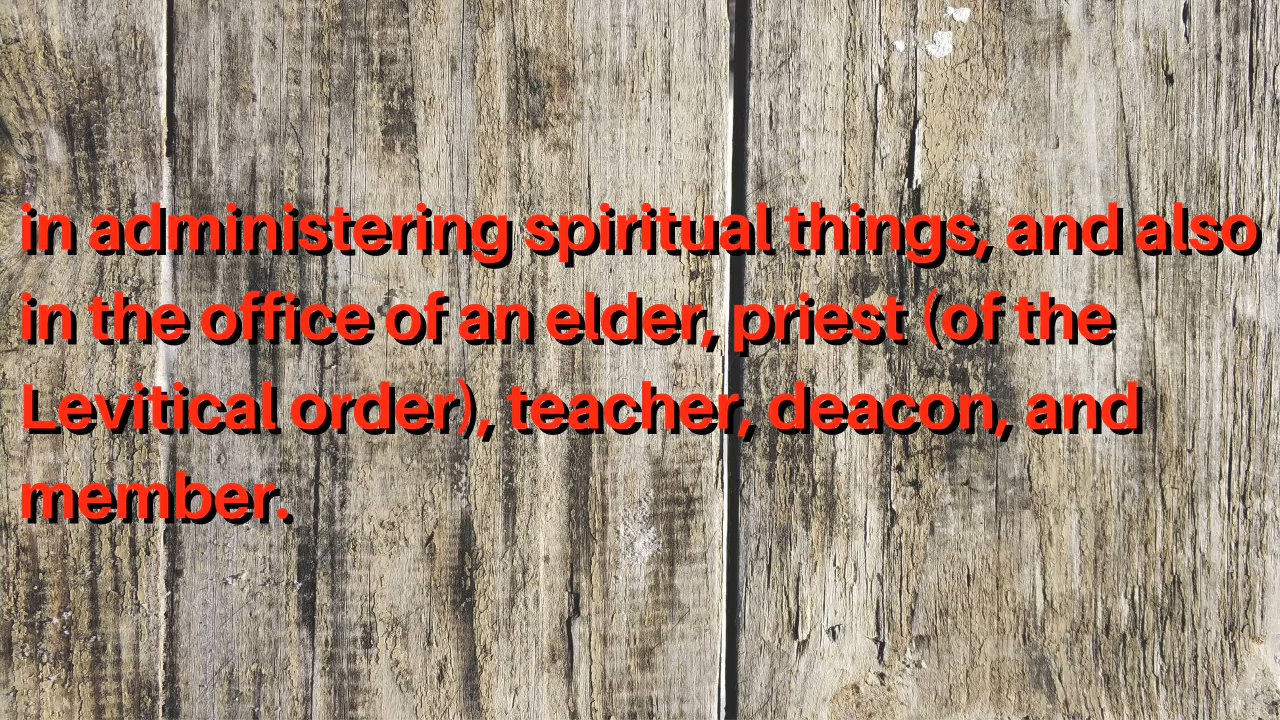 in administering spiritual things, and also
in the office of an elder, priest (of the
Levitical order), teacher, deacon, and
member.